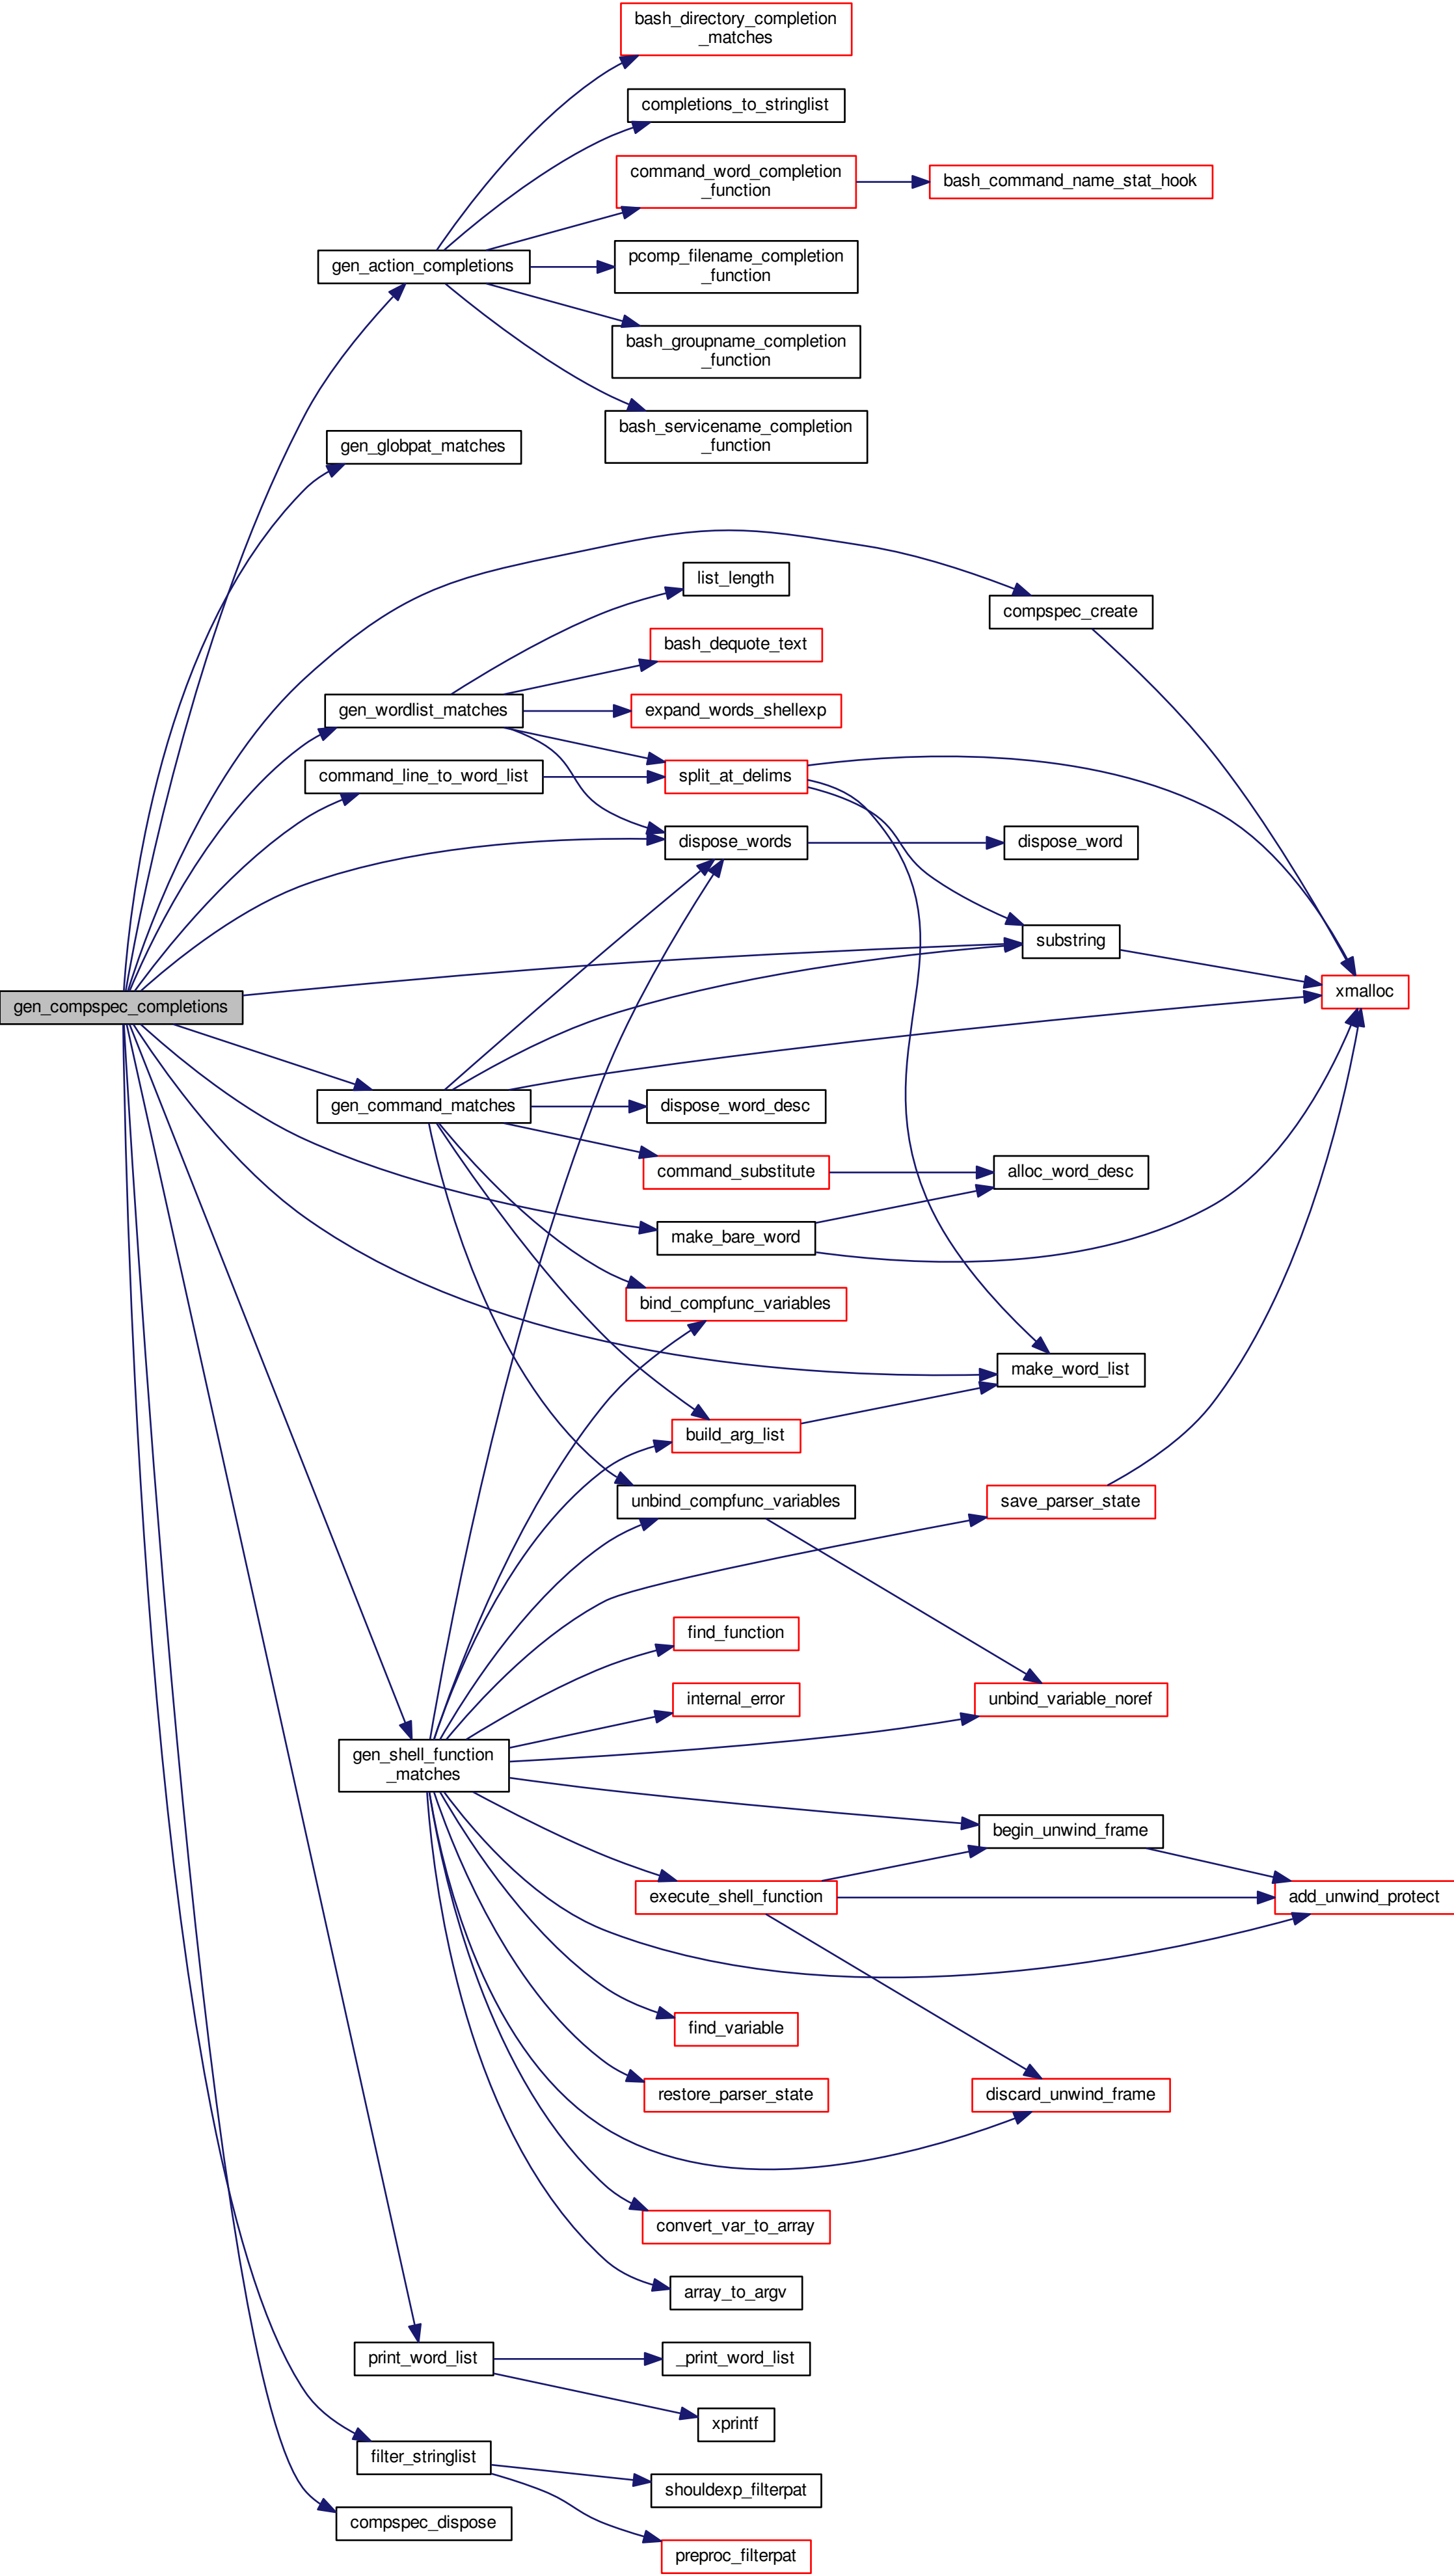 bash_directory_completion
_matches
completions_to_stringlist
command_word_completion
_function
bash_command_name_stat_hook
gen_action_completions
pcomp_filename_completion
_function
bash_groupname_completion
_function
bash_servicename_completion
_function
gen_globpat_matches
list_length
compspec_create
bash_dequote_text
gen_wordlist_matches
expand_words_shellexp
command_line_to_word_list
split_at_delims
dispose_words
dispose_word
substring
xmalloc
gen_compspec_completions
gen_command_matches
dispose_word_desc
command_substitute
alloc_word_desc
make_bare_word
bind_compfunc_variables
make_word_list
build_arg_list
unbind_compfunc_variables
save_parser_state
find_function
internal_error
unbind_variable_noref
gen_shell_function
_matches
begin_unwind_frame
execute_shell_function
add_unwind_protect
find_variable
restore_parser_state
discard_unwind_frame
convert_var_to_array
array_to_argv
print_word_list
_print_word_list
xprintf
filter_stringlist
shouldexp_filterpat
compspec_dispose
preproc_filterpat